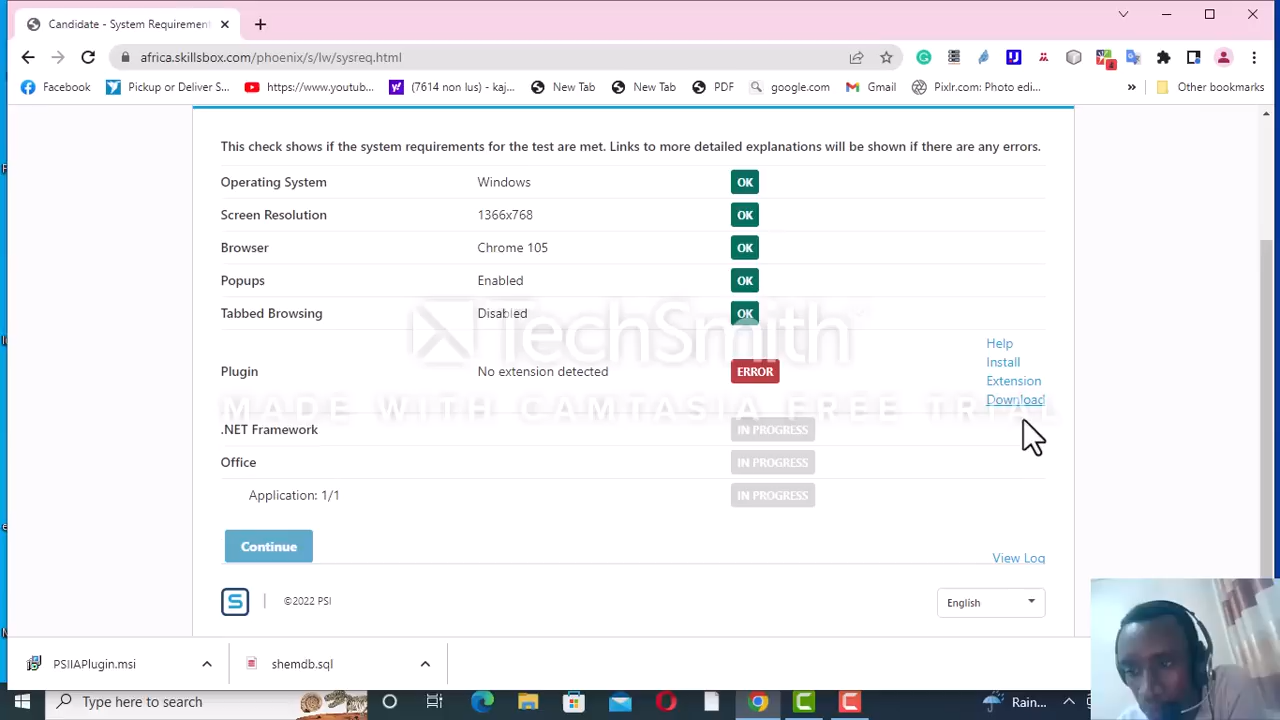 Candidate - System Requirement
africa.skillsbox.com/phoenix/a/lw/sysreq.html
Facebook
Pickup or Deliver S...
https://www.youtub...
(7614 non lus) - kaj...
New Tab
New Tab
PDF
google.com
Gmail
Pixlr.com: Photo edi...
»
Other bookmarks
This check shows if the system requirements for the test are met. Links to more detailed explanations will be shown if there are any errors.
Operating System Windows OK
Screen Resolution 1366x768 OK
Browser Chrome 105 OK
Popups Enabled OK
Tabbed Browsing Disabled OK
TechSmith
Help
Install
Plugin No extension detected ERROR
Extension
Download
MADE WITH CAMTASIA FREE TRIAL
.NET Framework IN PROGRESS
Office IN PROGRESS
Application: 1/1 IN PROGRESS
Continue
View Log
S
©2022 PSI
English
PSIIAPlugin.msi
shemdb.sql
Type here to search
Rain...